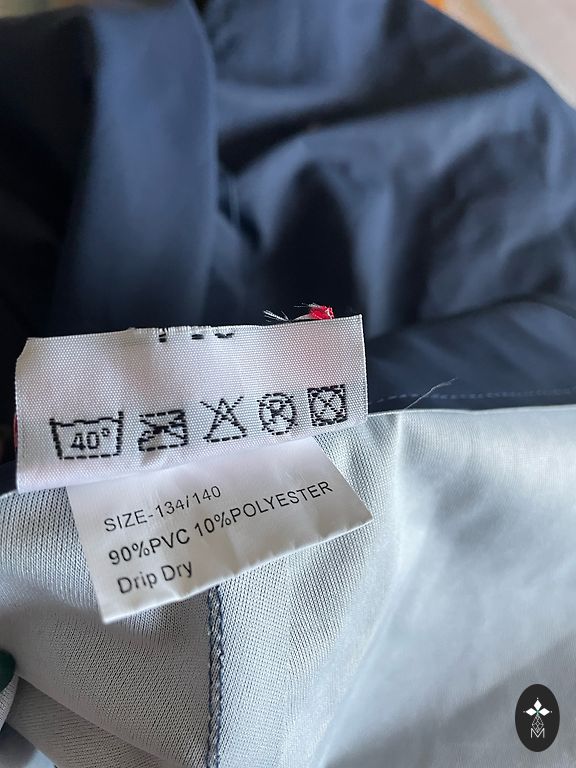 40°
SIZE-134/140
90%PVC 10%POLYESTER
Drip Dry
M